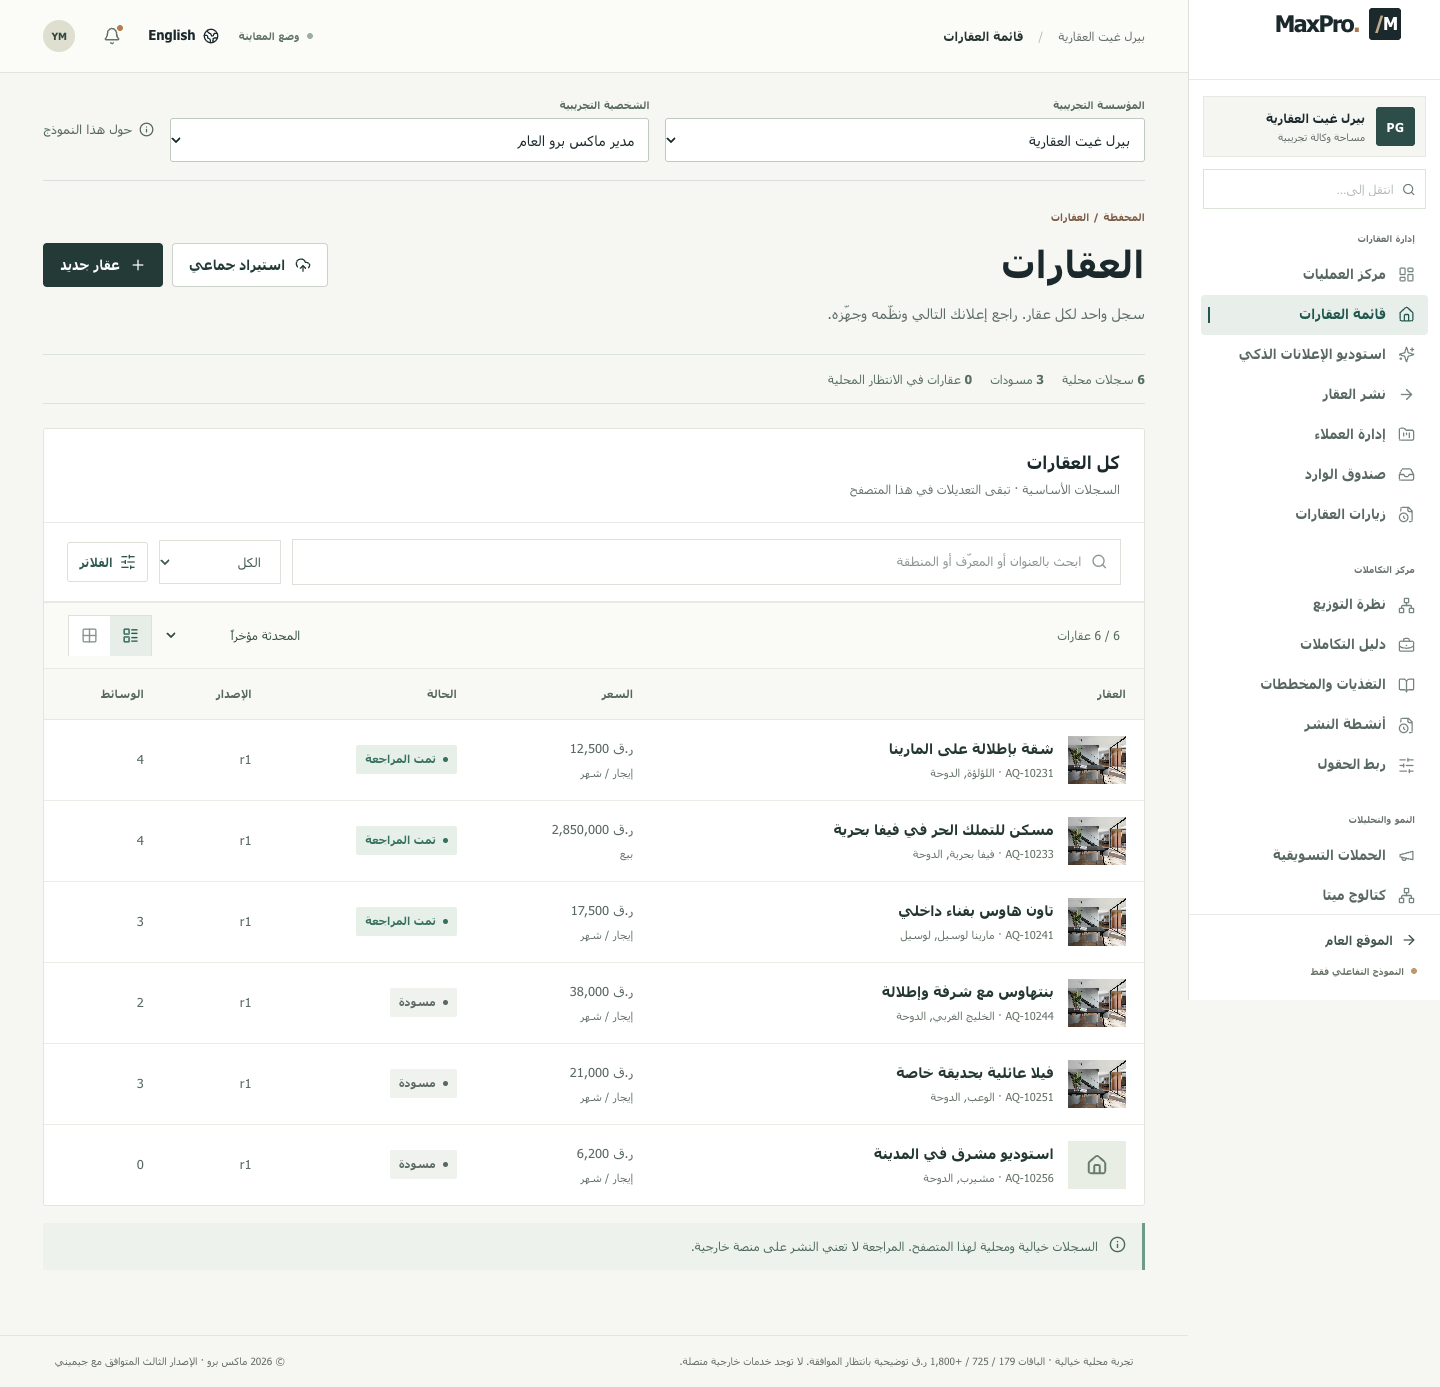 MaxPro.
/M
بيرل غيت العقارية
PG
مساحة وكالة تجريبية
انتقل إلى...
إدارة العقارات
مركز العمليات
قائمة العقارات
استوديو الإعلانات الذكي
نشر العقار
إدارة العملاء
صندوق الوارد
زيارات العقارات
مركز التكاملات
نظرة التوزيع
دليل التكاملات
التغذيات والمخططات
أنشطة النشر
ربط الحقول
النمو والتحليلات
الحملات التسويقية
كتالوج ميتا
الموقع العام
النموذج التفاعلي فقط
بيرل غيت العقارية / قائمة العقارات
وضع المعاينة
English
YM
المؤسسة التجريبية
بيرل غيت العقارية
الشخصية التجريبية
مدير ماكس برو العام
حول هذا النموذج
المحفظة / العقارات
العقارات
سجل واحد لكل عقار. راجع إعلانك التالي ونظّمه وجهّزه.
استيراد جماعي
عقار جديد
6 سجلات محلية
3 مسودات
0 عقارات في الانتظار المحلية
كل العقارات
السجلات الأساسية · تبقى التعديلات في هذا المتصفح
ابحث بالعنوان أو المعرّف أو المنطقة
الكل
الفلاتر
6 / 6 عقارات
المحدثة مؤخراً
العقار السعر الحالة الإصدار الوسائط
شقة بإطلالة على المارينا
AQ-10231 · اللؤلؤة, الدوحة
ر.ق 12,500
إيجار / شهر
تمت المراجعة
r1
4
مسكن للتملك الحر في فيفا بحرية
AQ-10233 · فيفا بحرية, الدوحة
ر.ق 2,850,000
بيع
تمت المراجعة
r1
4
تاون هاوس بفناء داخلي
AQ-10241 · مارينا لوسيل, لوسيل
ر.ق 17,500
إيجار / شهر
تمت المراجعة
r1
3
بنتهاوس مع شرفة وإطلالة
AQ-10244 · الخليج الغربي, الدوحة
ر.ق 38,000
إيجار / شهر
مسودة
r1
2
فيلا عائلية بحديقة خاصة
AQ-10251 · الوعب, الدوحة
ر.ق 21,000
إيجار / شهر
مسودة
r1
3
استوديو مشرق في المدينة
AQ-10256 · مشيرب, الدوحة
ر.ق 6,200
إيجار / شهر
مسودة
r1
0
السجلات خيالية ومحلية لهذا المتصفح. المراجعة لا تعني النشر على منصة خارجية.
تجربة محلية خيالية · الباقات 179 / 725 / +1,800 ر.ق توضيحية بانتظار الموافقة. لا توجد خدمات خارجية متصلة.
© 2026 ماكس برو · الإصدار الثالث المتوافق مع جيميني